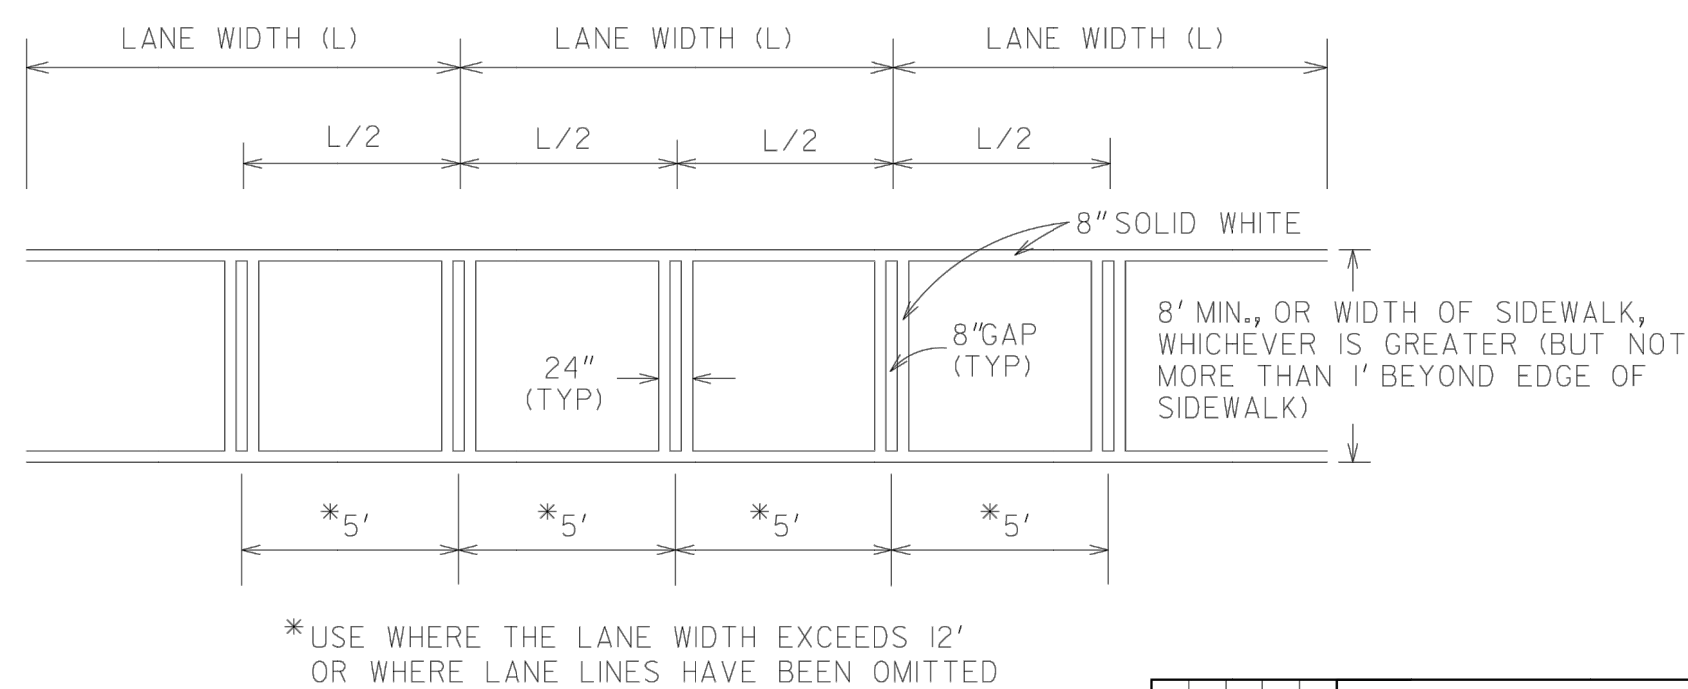 LANE WIDTH (L) LANE WIDTH (L) LANE WIDTH (L)
L/2 L/2 L/2 L/2
8" SOLID WHITE
8' MIN., OR WIDTH OF SIDEWALK,
WHICHEVER IS GREATER (BUT NOT
MORE THAN 1' BEYOND EDGE OF
SIDEWALK)
8" GAP
(TYP)
24"
(TYP)
*5' *5' *5' *5'
*USE WHERE THE LANE WIDTH EXCEEDS 12'
OR WHERE LANE LINES HAVE BEEN OMITTED